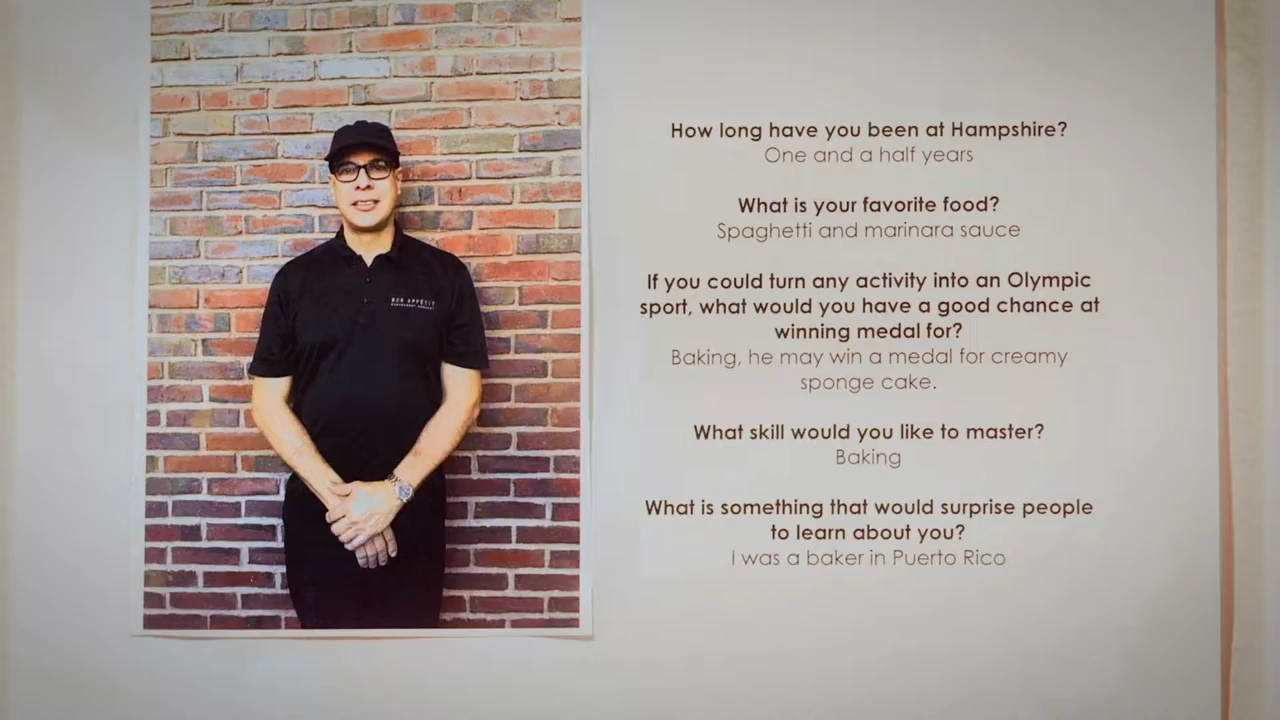 BON APPÉTIT
MANAGEMENT COMPANY
How long have you been at Hampshire?
One and a half years
What is your favorite food?
Spaghetti and marinara sauce
If you could turn any activity into an Olympic
sport, what would you have a good chance at
winning medal for?
Baking, he may win a medal for creamy
sponge cake.
What skill would you like to master?
Baking
What is something that would surprise people
to learn about you?
I was a baker in Puerto Rico